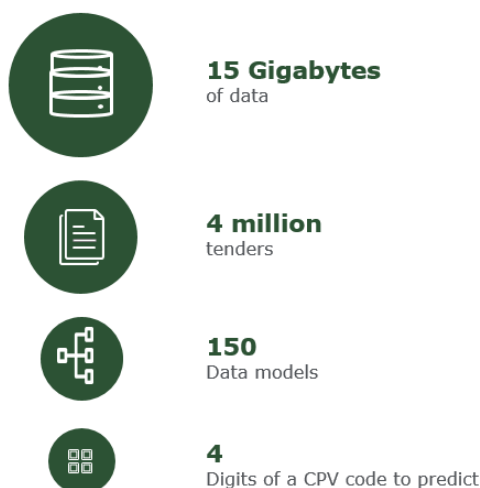 15 Gigabytes
of data
4 million
tenders
150
Data models
4
Digits of a CPV code to predict